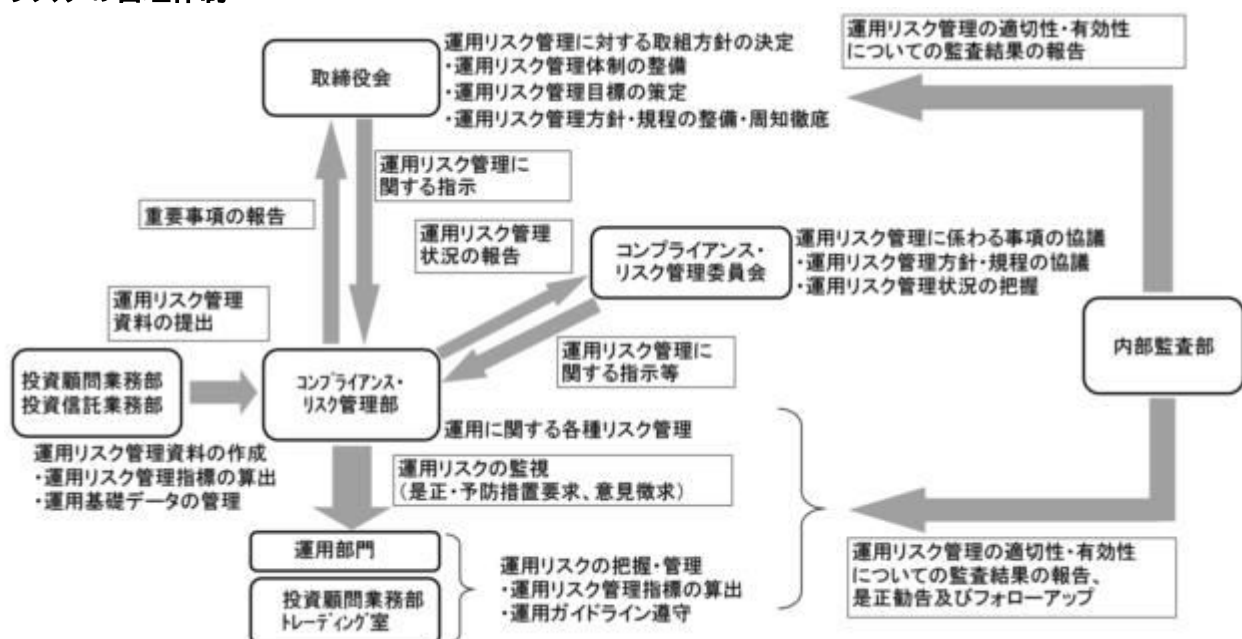 リスクの管理体制
取締役会
運用リスク管理に対する取組方針の決定
・運用リスク管理体制の整備
・運用リスク管理目標の策定
・運用リスク管理方針・規程の整備・周知徹底
運用リスク管理の適切性・有効性
についての監査結果の報告
運用リスク管理に
関する指示
重要事項の報告
運用リスク管理
状況の報告
コンプライアンス・
リスク管理委員会
運用リスク管理に係わる事項の協議
・運用リスク管理方針・規程の協議
・運用リスク管理状況の把握
運用リスク管理
資料の提出
運用リスク管理に
関する指示等
内部監査部
投資顧問業務部
投資信託業務部
コンプライアンス・
リスク管理部
運用に関する各種リスク管理
運用リスク管理資料の作成
・運用リスク管理指標の算出
・運用基礎データの管理
運用リスクの監視
（是正・予防措置要求、意見徴求）
運用部門
投資顧問業務部
トレーディング室
運用リスクの把握・管理
・運用リスク管理指標の算出
・運用ガイドライン遵守
運用リスク管理の適切性・有効性
についての監査結果の報告、
是正勧告及びフォローアップ